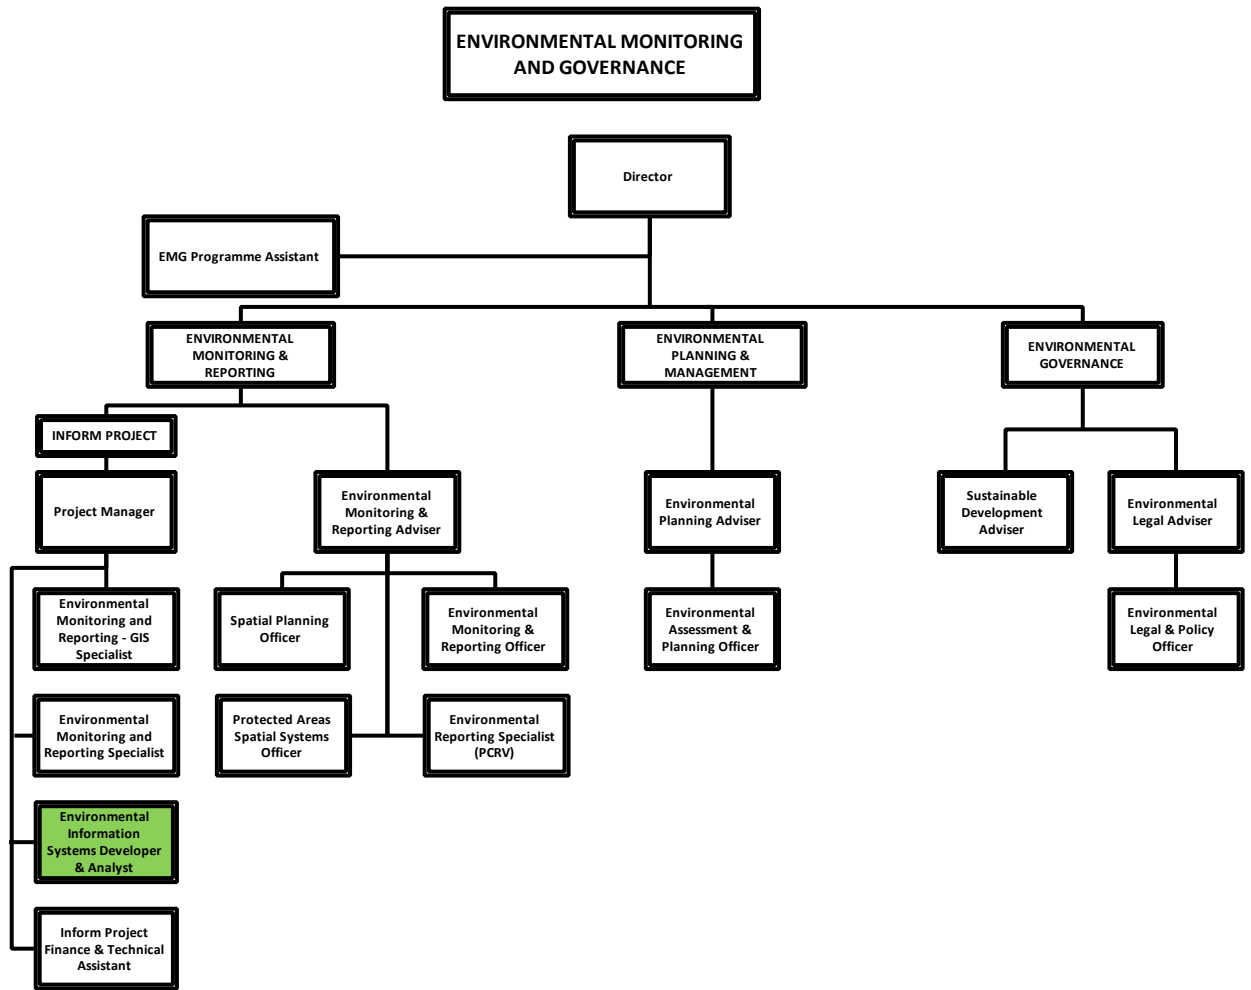 ENVIRONMENTAL MONITORING
AND GOVERNANCE
Director
EMG Programme Assistant
ENVIRONMENTAL
MONITORING &
REPORTING
ENVIRONMENTAL
PLANNING &
MANAGEMENT
ENVIRONMENTAL
GOVERNANCE
INFORM PROJECT
Project Manager
Environmental
Monitoring &
Reporting Adviser
Environmental
Planning Adviser
Sustainable
Development
Adviser
Environmental
Legal Adviser
Environmental
Monitoring and
Reporting - GIS
Specialist
Spatial Planning
Officer
Environmental
Monitoring &
Reporting Officer
Environmental
Assessment &
Planning Officer
Environmental
Legal & Policy
Officer
Environmental
Monitoring and
Reporting Specialist
Protected Areas
Spatial Systems
Officer
Environmental
Reporting Specialist
(PCRV)
Environmental
Information
Systems Developer
& Analyst
Inform Project
Finance & Technical
Assistant